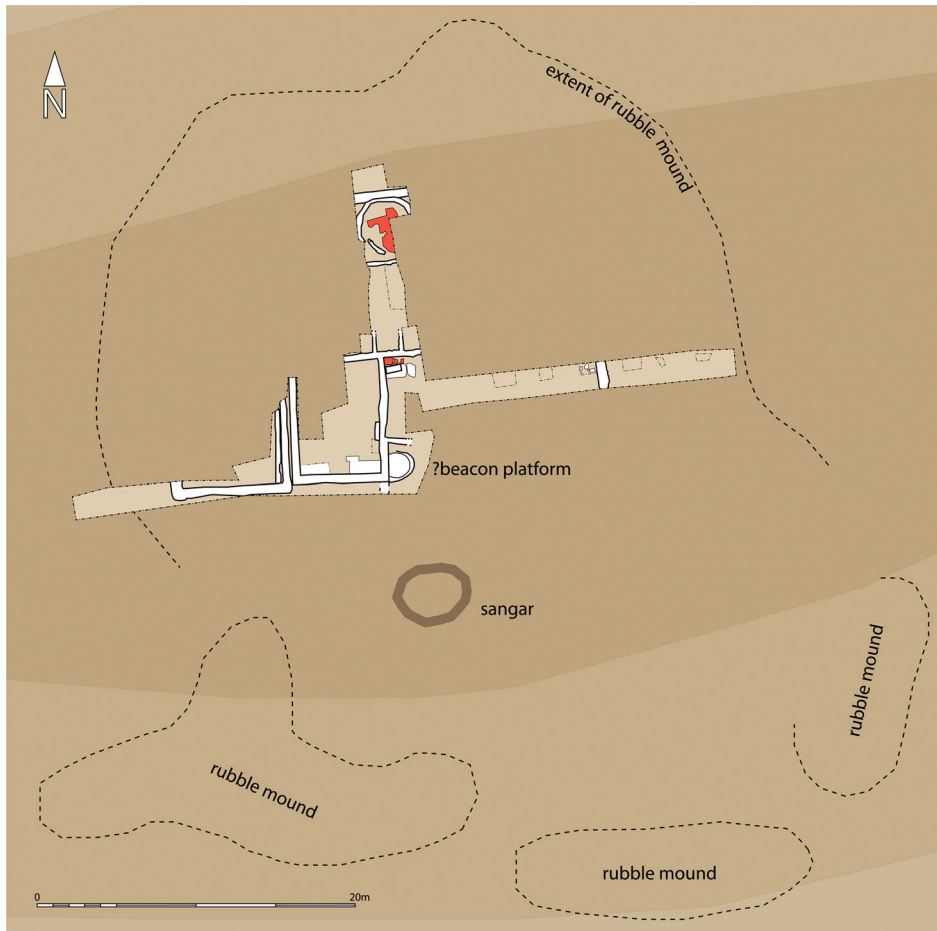 N
extent of rubble mound
?beacon platform
sangar
rubble mound
rubble mound
rubble mound
0 20m